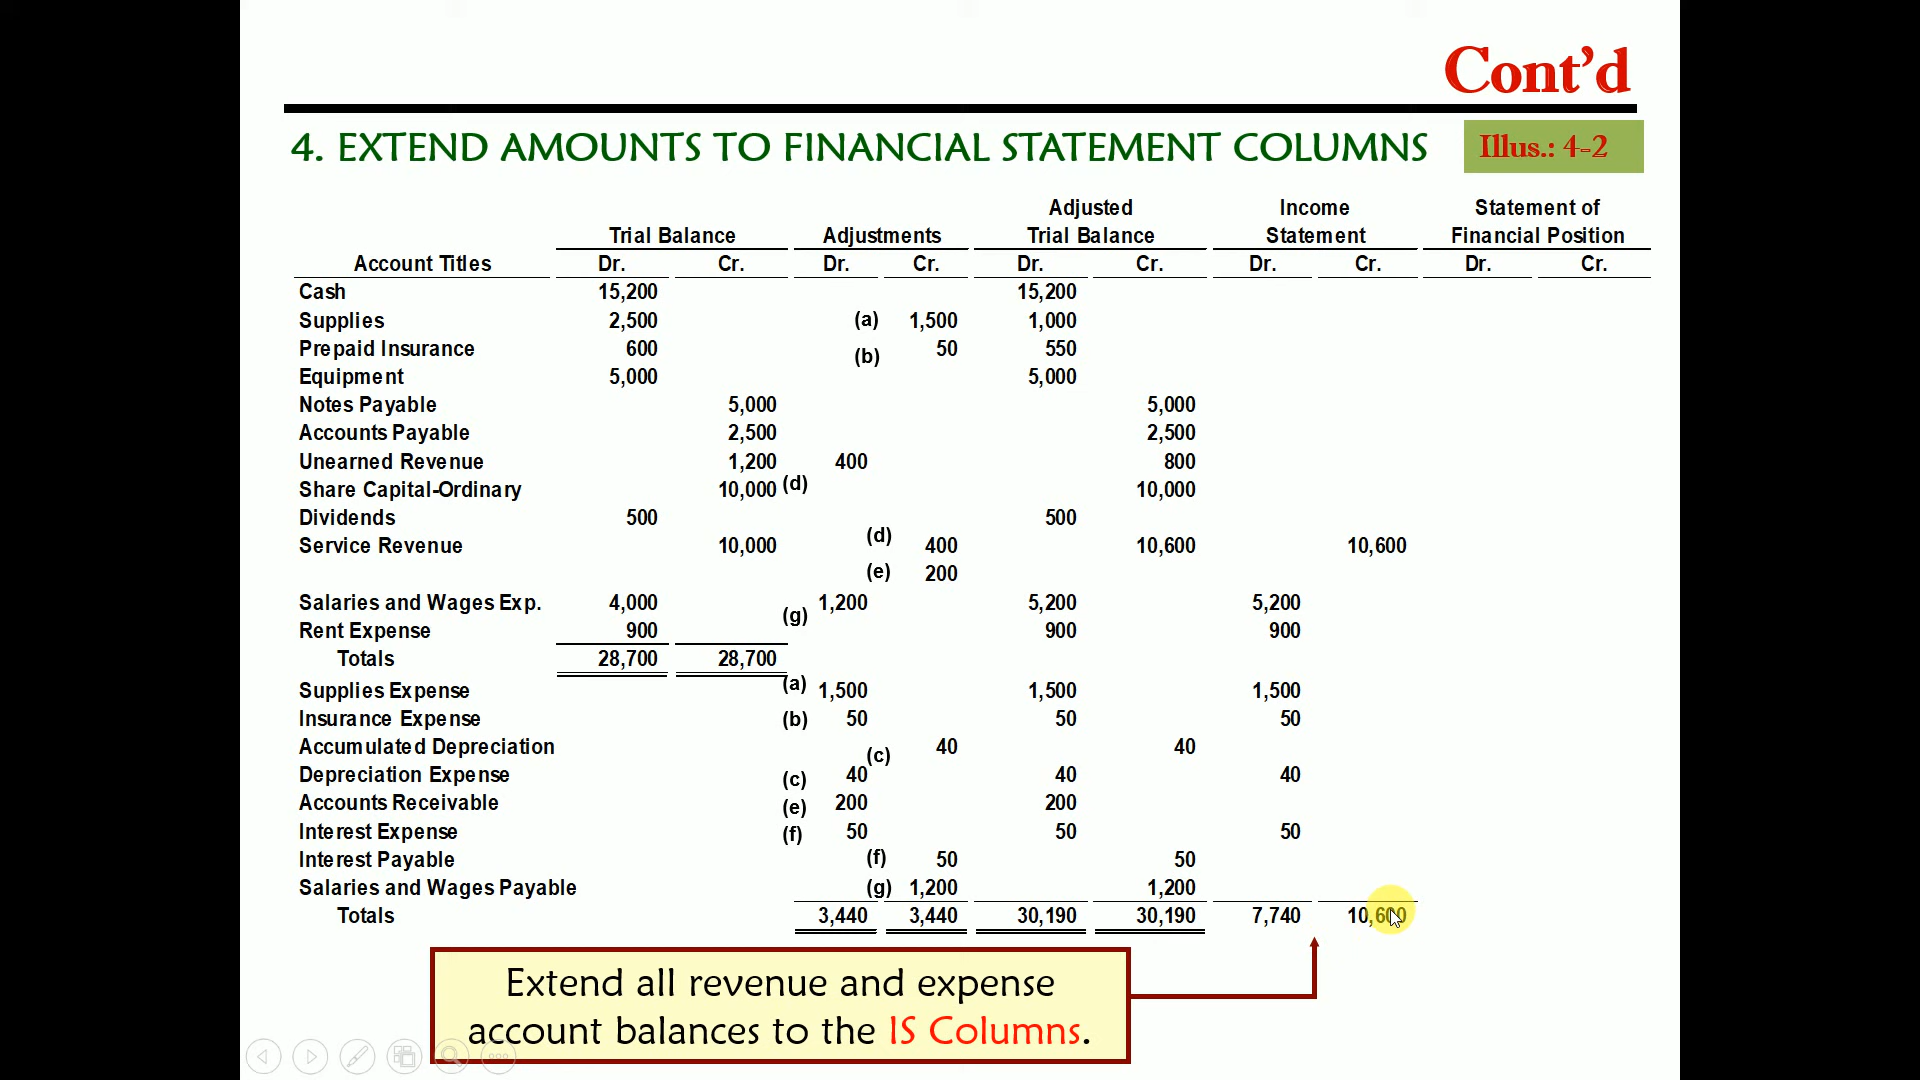 Cont'd
4. EXTEND AMOUNTS TO FINANCIAL STATEMENT COLUMNS Illus.: 4-2
Adjusted Income Statement of
Trial Balance Adjustments Trial Balance Statement Financial Position
Account Titles Dr. Cr. Dr. Cr. Dr. Cr. Dr. Cr. Dr. Cr.
Cash 15,200 15,200
Supplies 2,500 (a) 1,500 1,000
Prepaid Insurance 600 (b) 50 550
Equipment 5,000 5,000
Notes Payable 5,000 5,000
Accounts Payable 2,500 2,500
Unearned Revenue 1,200 400 800
Share Capital-Ordinary 10,000 (d) 10,000
Dividends 500 500
Service Revenue 10,000 (d) 400 10,600 10,600
(e) 200
Salaries and Wages Exp. 4,000 (g) 1,200 5,200 5,200
Rent Expense 900 900 900
Totals 28,700 28,700
Supplies Expense (a) 1,500 1,500 1,500
Insurance Expense (b) 50 50 50
Accumulated Depreciation (c) 40 40
Depreciation Expense (c) 40 40 40
Accounts Receivable (e) 200 200
Interest Expense (f) 50 50 50
Interest Payable (f) 50 50
Salaries and Wages Payable (g) 1,200 1,200
Totals 3,440 3,440 30,190 30,190 7,740 10,600
Extend all revenue and expense
account balances to the IS Columns.